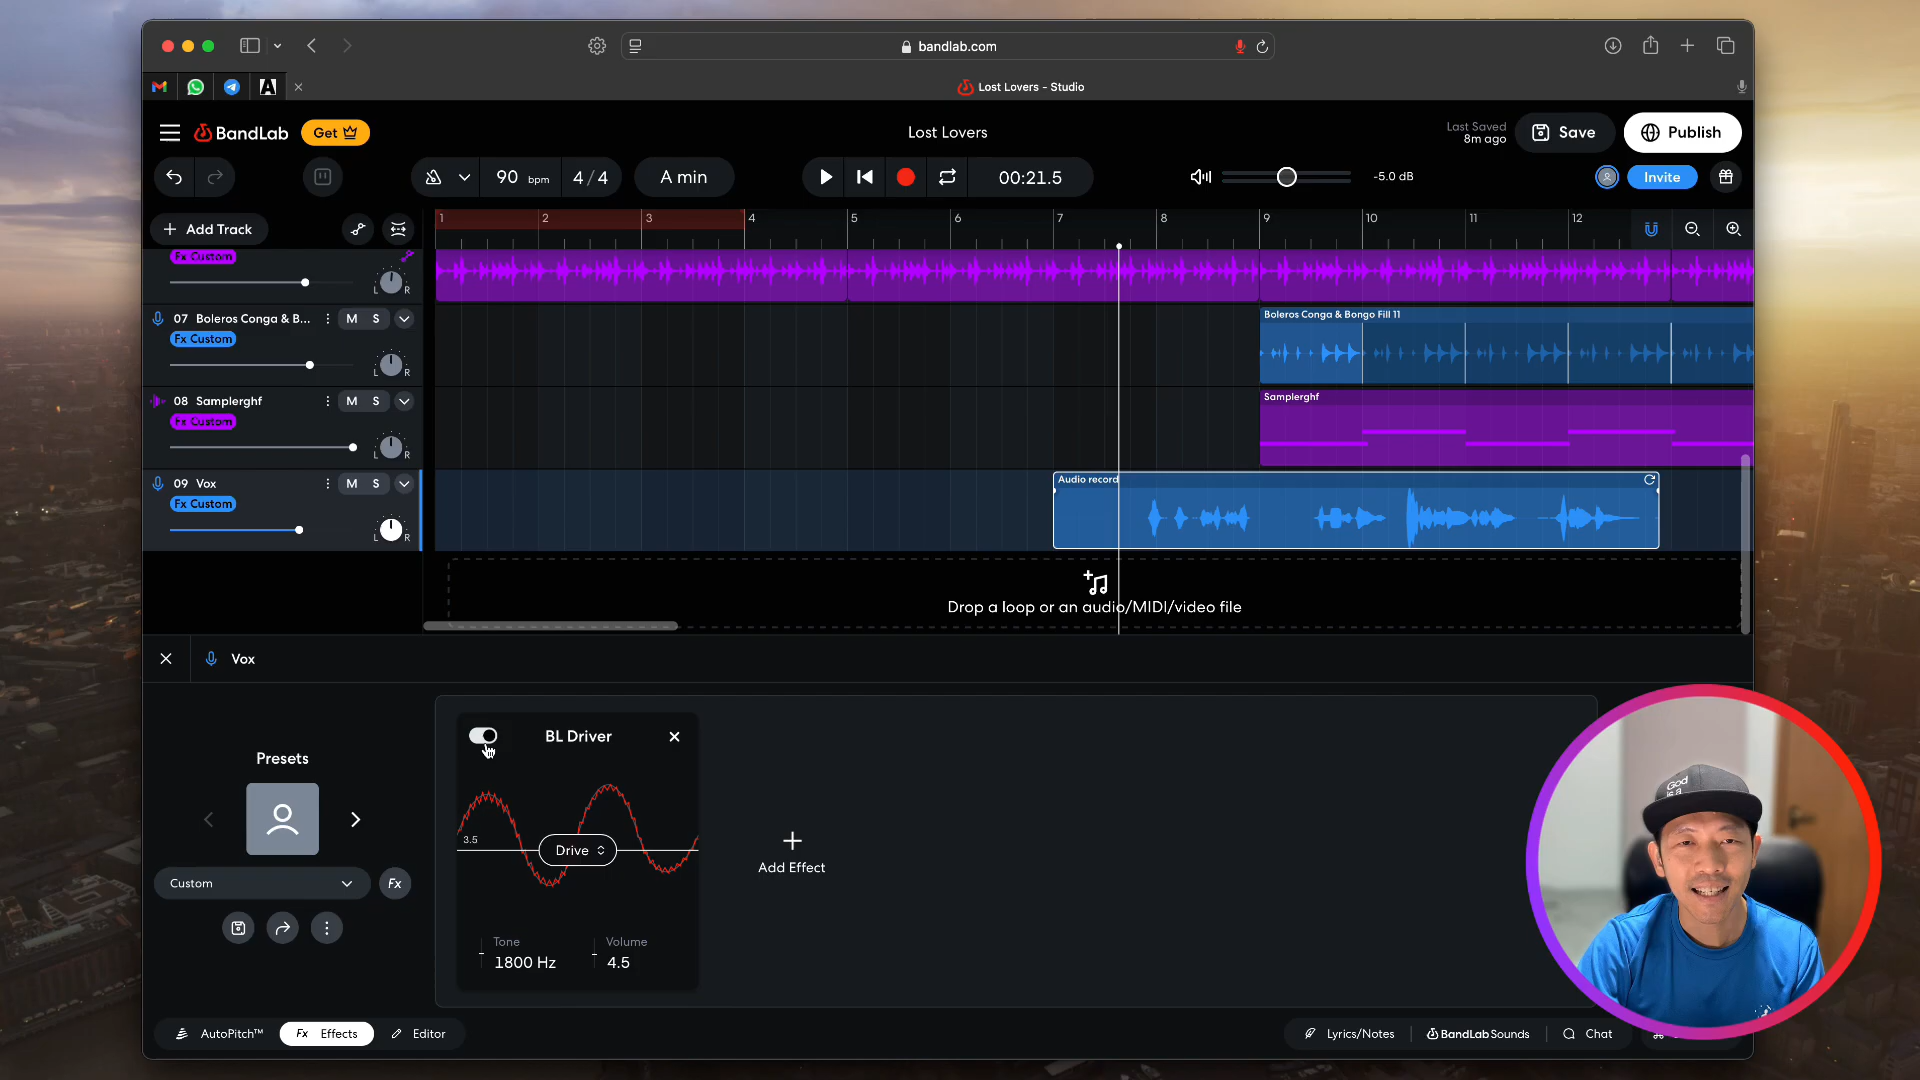 bandlab.com
Lost Lovers - Studio
BandLab
Get
Lost Lovers
Last Saved
8m ago
Save
Publish
90 bpm
4/4
A min
00:21.5
-5.0 dB
Invite
Add Track
1 2 3 4 5 6 7 8 9 10 11 12
Fx Custom
L R
07 Boleros Conga & B...
M S
Fx Custom
L R
Boleros Conga & Bongo Fill 11
08 Samplerghf
M S
Fx Custom
L R
Samplerghf
09 Vox
M S
Fx Custom
L R
Audio record
Drop a loop or an audio/MIDI/video file
Vox
Presets
Custom
Fx
BL Driver
3.5
Drive
Tone
1800 Hz
Volume
4.5
Add Effect
God
is a
AutoPitch™
Fx Effects
Editor
Lyrics/Notes
BandLab Sounds
Chat